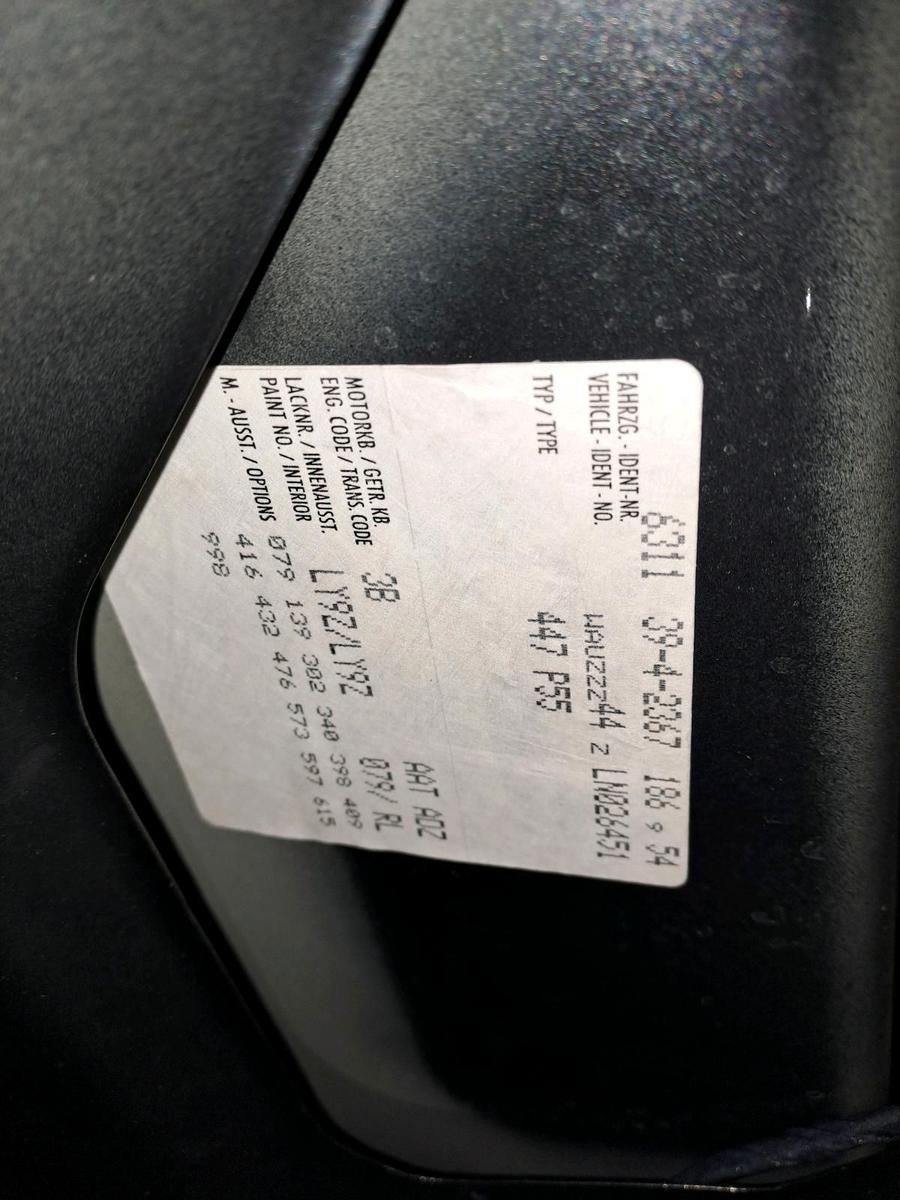 6311 39-4-2367 186 9 54
FAHRZG. - IDENT-NR.
VEHICLE - IDENT - NO. WAUZZZ44 Z LN026451
TYP / TYPE 447 P55
AAT ADZ
MOTORKB. / GETR. KB.
ENG. CODE / TRANS. CODE 3B 079/ RL
LACKNR. / INNENAUSST.
PAINT NO. / INTERIOR LY9Z/LY9Z
M. - AUSST. / OPTIONS 079 139 302 340 398 409
416 432 476 573 597 615
998